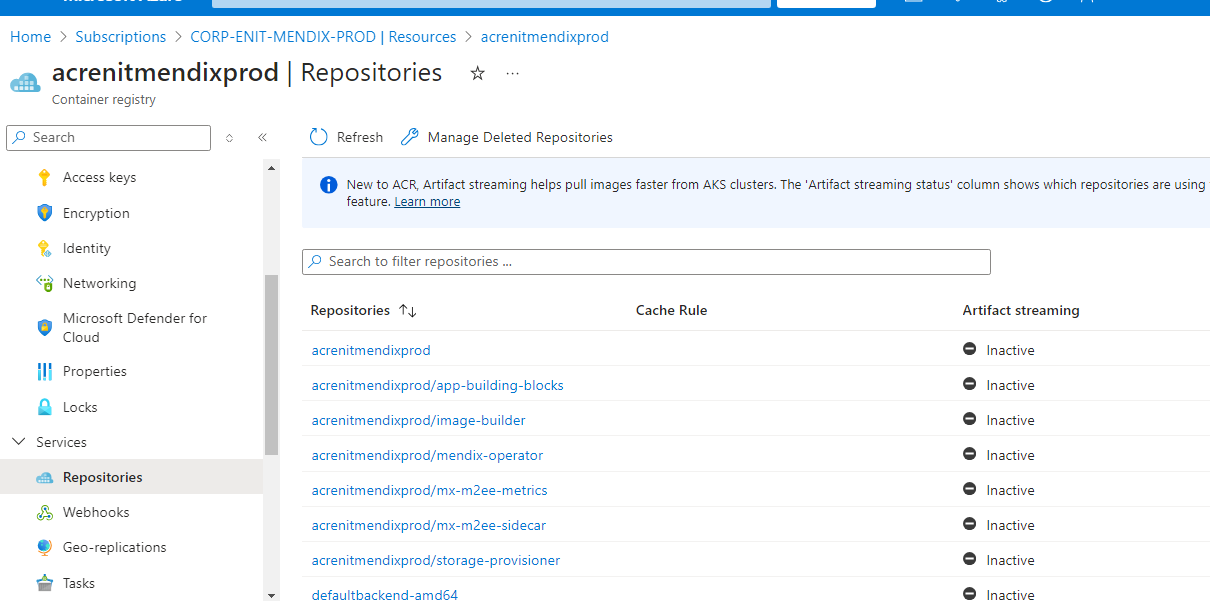 Home > Subscriptions > CORP-ENIT-MENDIX-PROD | Resources > acrenitmendixprod
acrenitmendixprod | Repositories
Container registry
Search
Refresh
Manage Deleted Repositories
Access keys
Encryption
Identity
Networking
Microsoft Defender for
Cloud
Properties
Locks
Services
Repositories
Webhooks
Geo-replications
Tasks
New to ACR, Artifact streaming helps pull images faster from AKS clusters. The 'Artifact streaming status' column shows which repositories are using
feature. Learn more
Search to filter repositories ...
Repositories Cache Rule Artifact streaming
acrenitmendixprod Inactive
acrenitmendixprod/app-building-blocks Inactive
acrenitmendixprod/image-builder Inactive
acrenitmendixprod/mendix-operator Inactive
acrenitmendixprod/mx-m2ee-metrics Inactive
acrenitmendixprod/mx-m2ee-sidecar Inactive
acrenitmendixprod/storage-provisioner Inactive
defaultbackend-amd64 Inactive